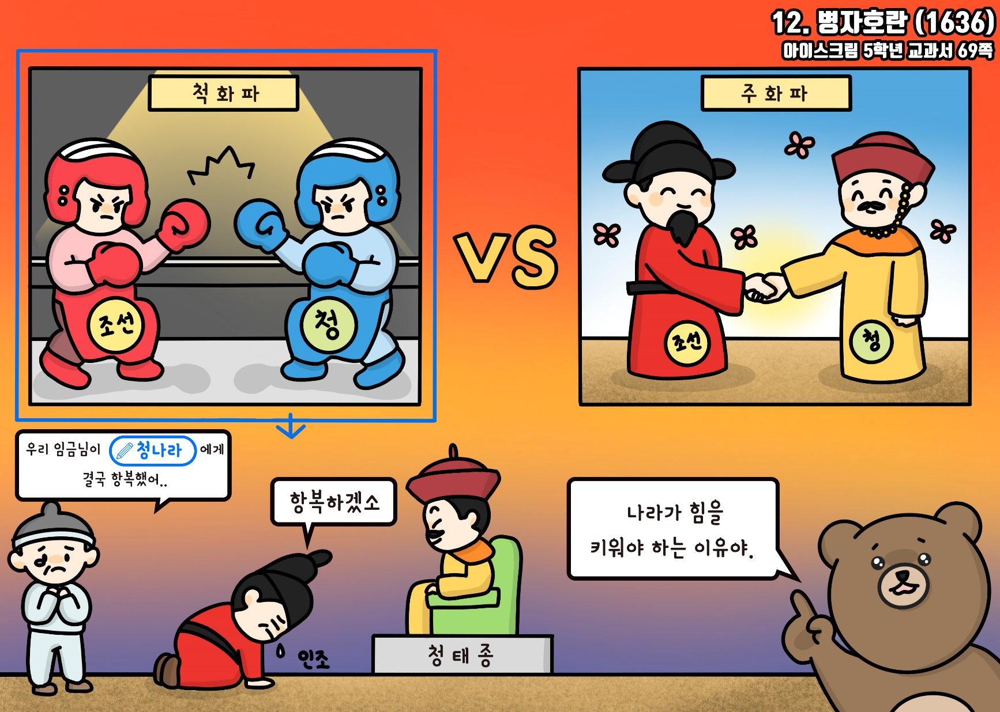 12. 병자호란 (1636)
아이스크림 5학년 교과서 69쪽
척화파
조선
청
VS
주화파
조선
청
우리 임금님이 청나라 에게
결국 항복했어..
항복하겠소
인조
청태종
나라가 힘을
키워야 하는 이유야.